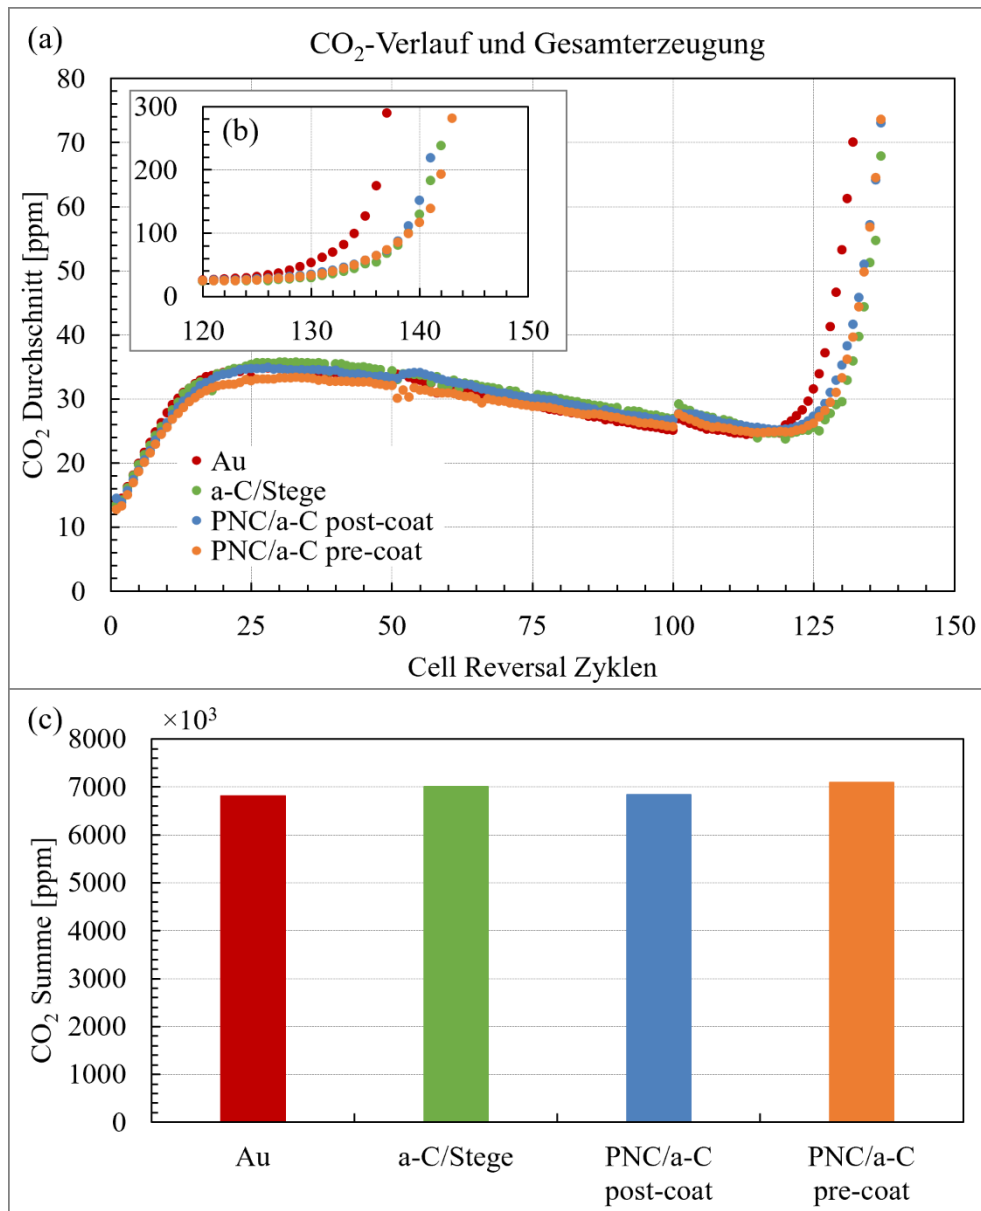 (a)
CO₂-Verlauf und Gesamterzeugung
CO₂ Durchschnitt [ppm]
80
70
60
50
40
30
20
10
0
(b)
300
200
100
0
120 130 140 150
Au
a-C/Stege
PNC/a-C post-coat
PNC/a-C pre-coat
0 25 50 75 100 125 150
Cell Reversal Zyklen
(c)
×10³
CO₂ Summe [ppm]
8000
7000
6000
5000
4000
3000
2000
1000
0
Au a-C/Stege PNC/a-C PNC/a-C
post-coat pre-coat